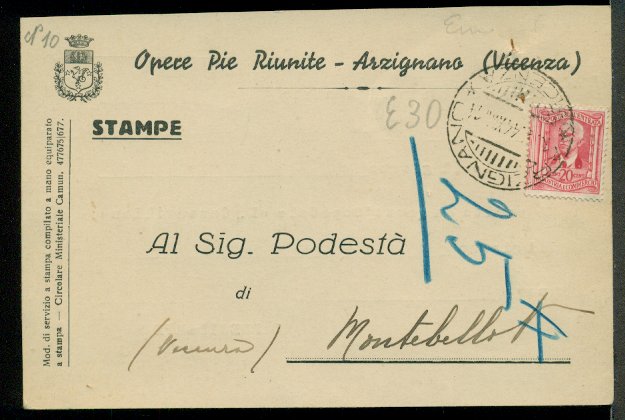 N° 10
Opere Pie Riunite - Arzignano (Vicenza)
STAMPE
£30
20
25
Mod. di servizio a stampa compilato a mano equiparato
a stampa — Circolare Ministeriale Camun. 477675/677.
Al Sig. Podestà
di
Montebello V
(Vicenza)